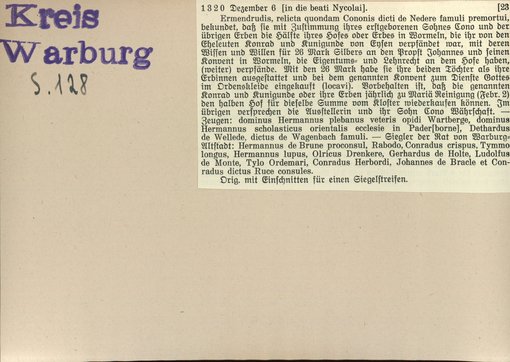 Kreis
Warburg
S. 128
1320 Dezember 6 [in die beati Nycolai]. [23
Ermendrudis, relicta quondam Cononis dicti de Nedere famuli premortui,
bekundet, daß sie mit Zustimmung ihres erstgeborenen Sohnes Cono und der
übrigen Erben die Hälfte ihres Hofes oder Erbes in Wormeln, die ihr von den
Eheleuten Konrad und Kunigunde von Eysen verpfändet war, mit deren
Wissen und Willen für 26 Mark Silbers an den Propst Johannes und seinen
Konvent in Wormeln, die Eigentums- und Lehnrecht an dem Hofe haben,
(weiter) verpfände. Mit den 26 Mark habe sie ihre beiden Töchter als ihre
Erbinnen ausgestattet und bei dem genannten Konvent zum Dienste Gottes
im Ordenskleide eingekauft (locavi). Vorbehalten ist, daß die genannten
Konrad und Kunigunde oder ihre Erben jährlich zu Mariä Reinigung (Febr. 2)
den halben Hof für dieselbe Summe vom Kloster wiederkaufen können. Im
übrigen versprechen die Ausstellerin und ihr Sohn Cono Währschaft. —
Zeugen: dominus Hermannus plebanus veteris opidi Wartberge, dominus
Hermannus scholasticus orientalis ecclesie in Pader[borne], Dethardus
de Wellede, dictus de Wagenbach famuli. — Siegler der Rat von Warburg-
Altstadt: Hermannus de Brune proconsul, Rabodo, Conradus crispus, Tymmo
longus, Hermannus lupus, Olricus Drenkere, Gerhardus de Holte, Ludolfus
de Monte, Tylo Ordemari, Conradus Herbordi, Johannes de Bracle et Con-
radus dictus Ruce consules.
Orig. mit Einschnitten für einen Siegelstreifen.